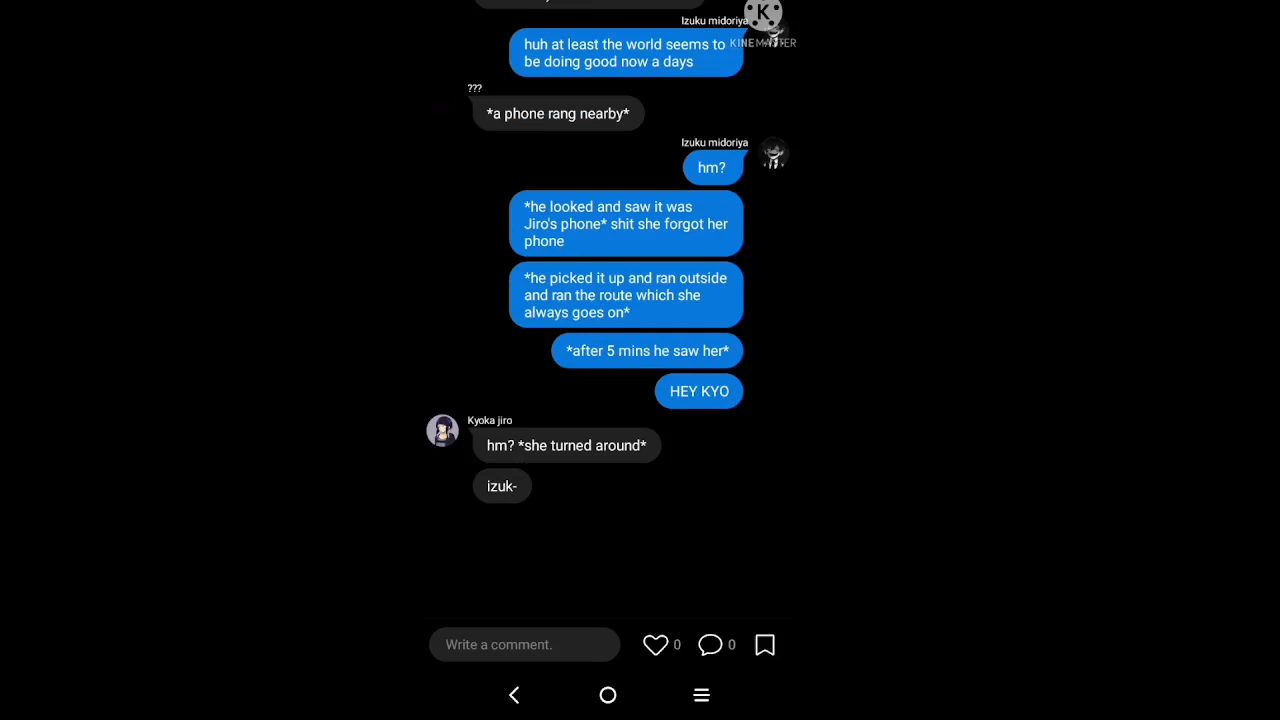 Izuku midoriya
K
KINEMASTER
huh at least the world seems to
be doing good now a days
???
*a phone rang nearby*
Izuku midoriya
hm?
*he looked and saw it was
Jiro's phone* shit she forgot her
phone
*he picked it up and ran outside
and ran the route which she
always goes on*
*after 5 mins he saw her*
HEY KYO
Kyoka jiro
hm? *she turned around*
izuk-
Write a comment.
0
0